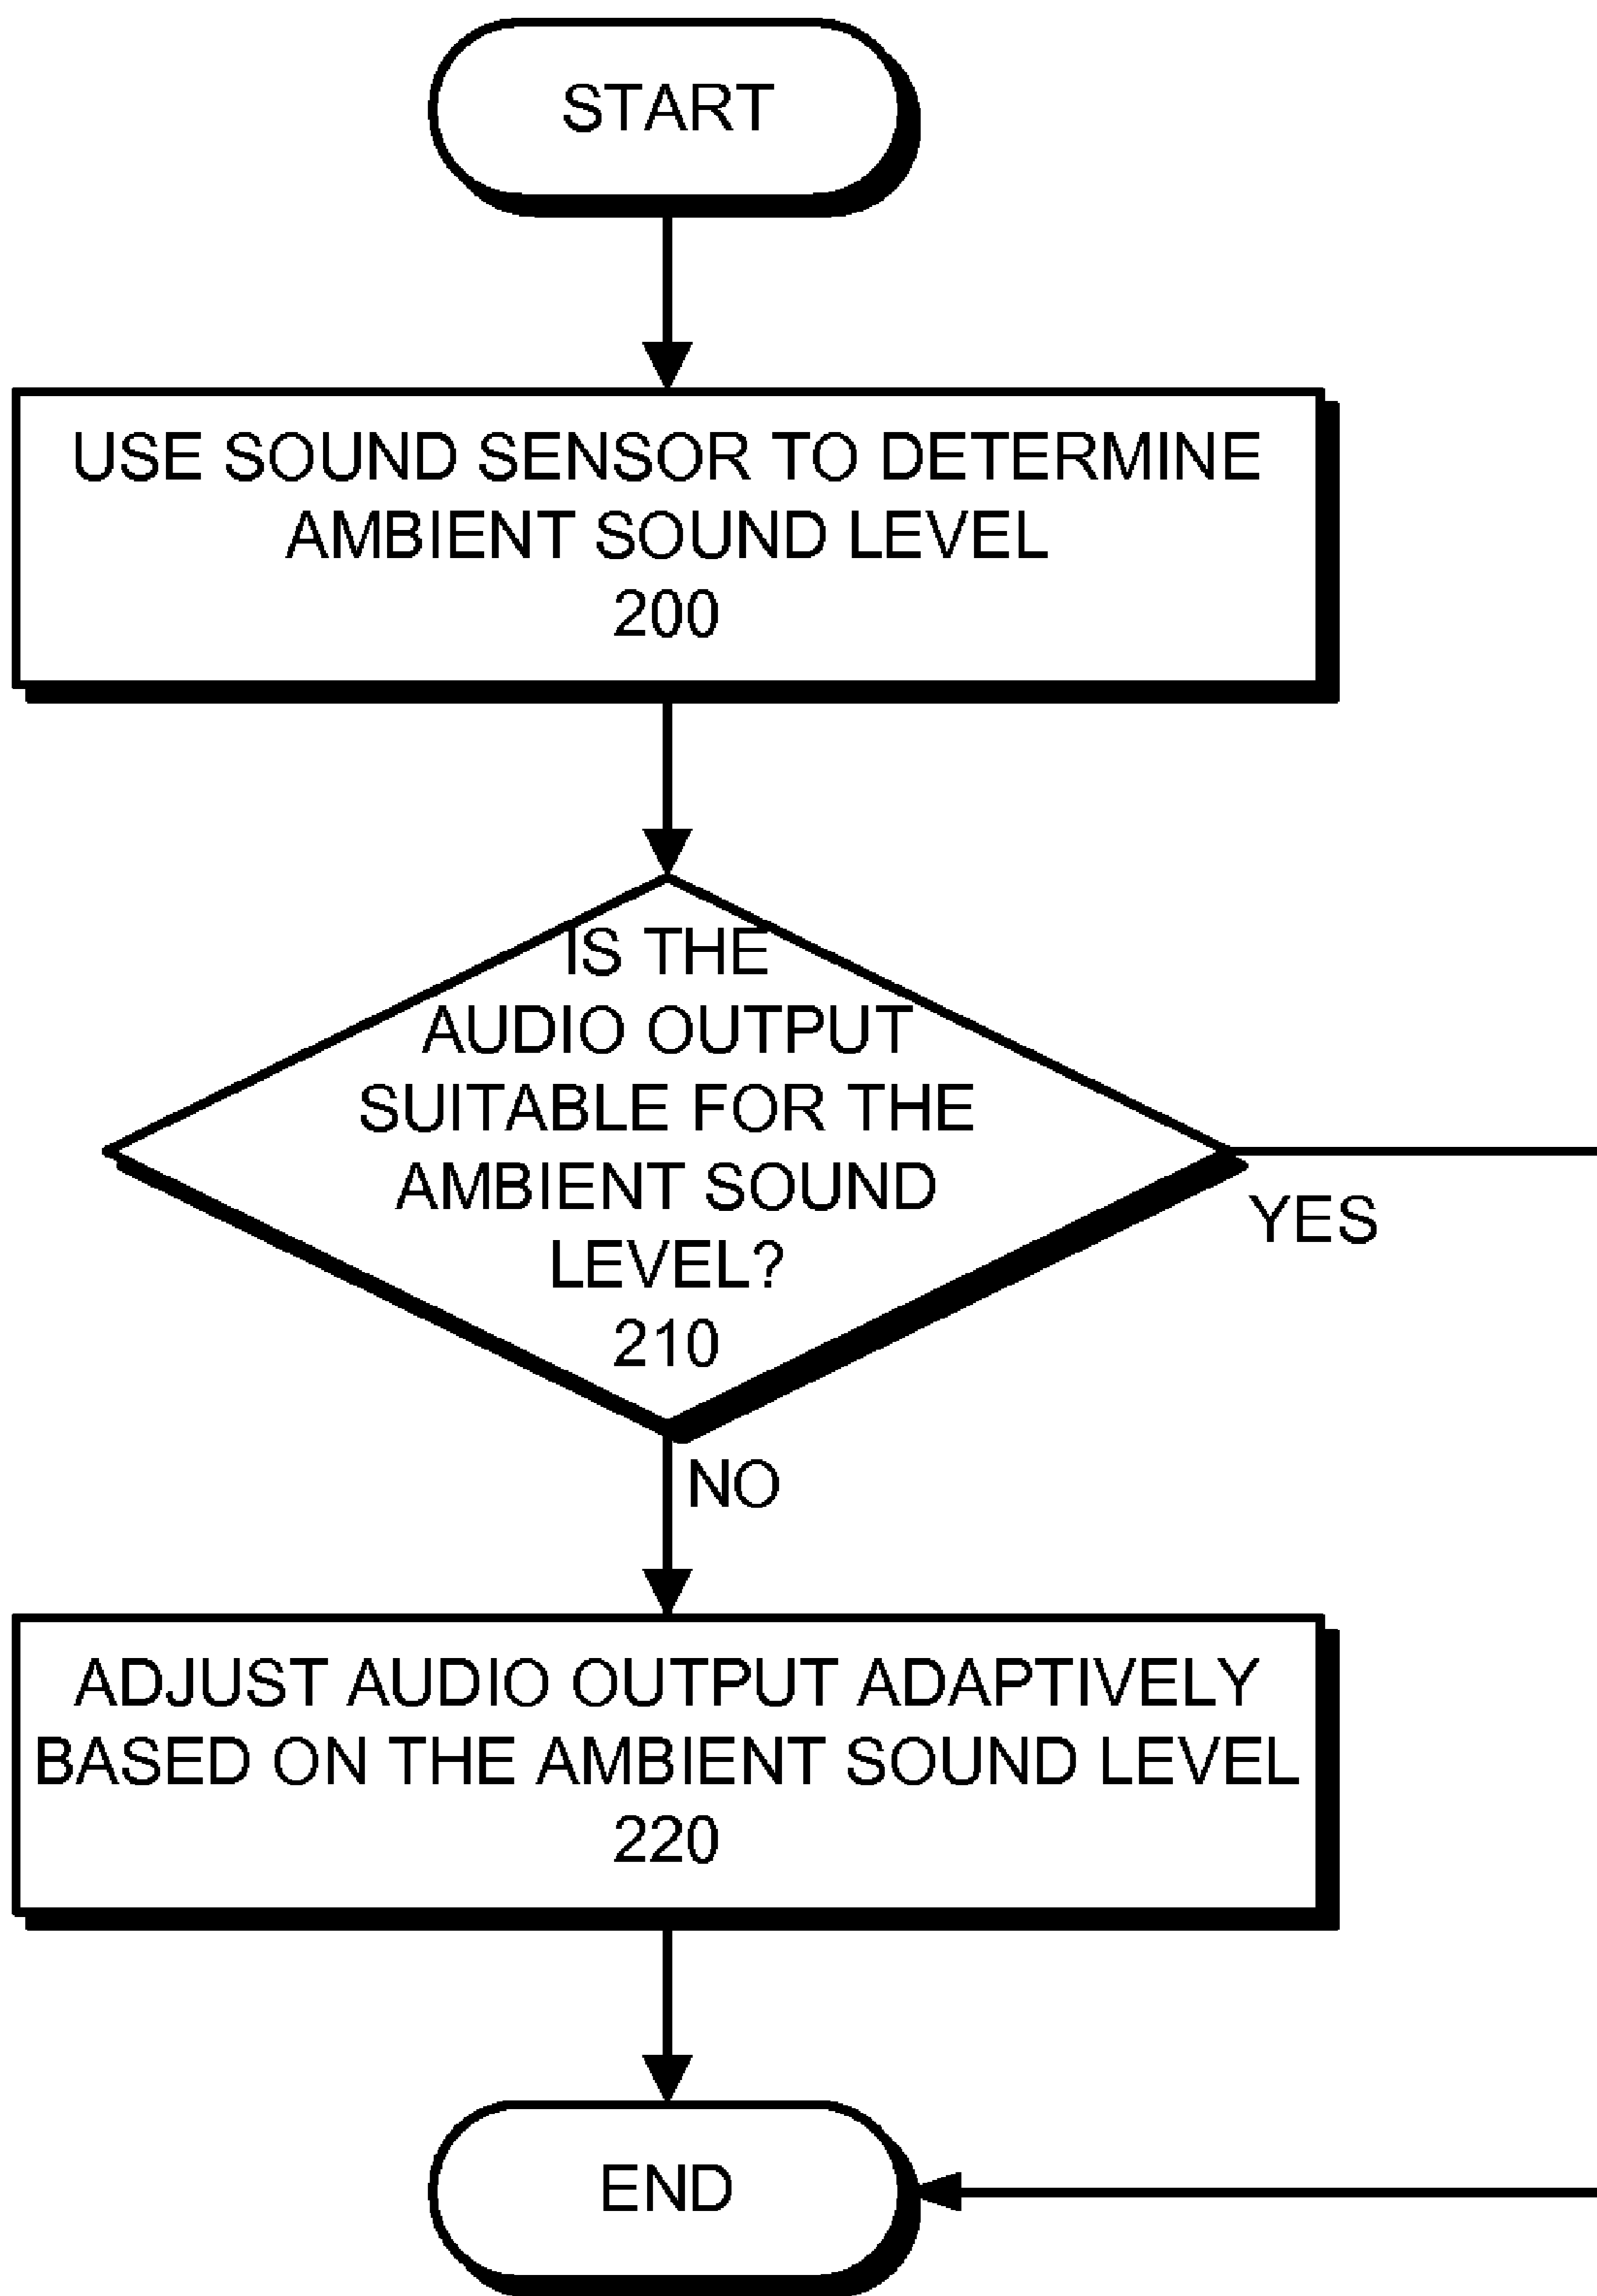 START
USE SOUND SENSOR TO DETERMINE
AMBIENT SOUND LEVEL
200
IS THE
AUDIO OUTPUT
SUITABLE FOR THE
AMBIENT SOUND
LEVEL?
210
YES
NO
ADJUST AUDIO OUTPUT ADAPTIVELY
BASED ON THE AMBIENT SOUND LEVEL
220
END